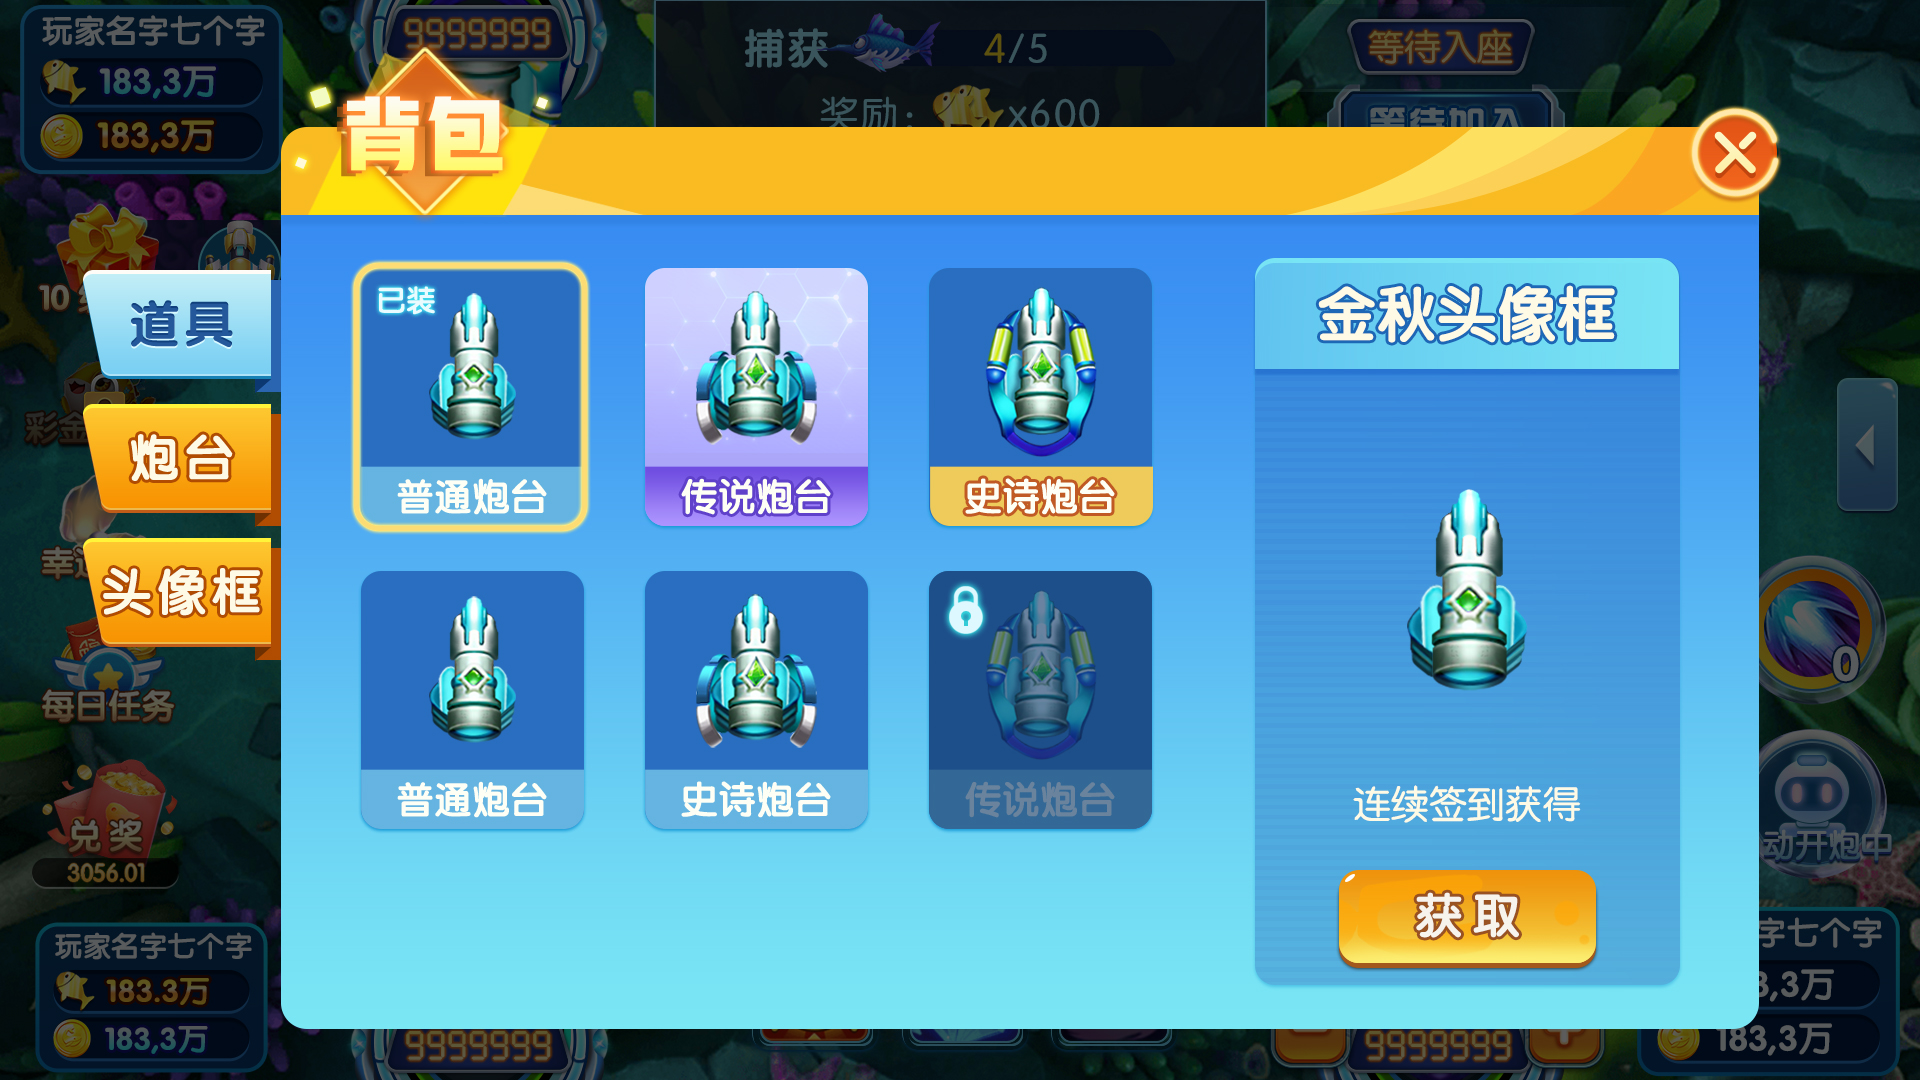 玩家名字七个字
183,3万
183,3万
9999999
捕获
4/5
奖励：
x600
等待入座
等待加入
背包
道具
炮台
头像框
10
彩金
幸运
每日任务
兑奖
3056.01
已装
普通炮台
传说炮台
史诗炮台
普通炮台
史诗炮台
传说炮台
金秋头像框
连续签到获得
获取
0
动开炮中
玩家名字七个字
183.3万
183,3万
9999999
9999999
字七个字
3,3万
183,3万